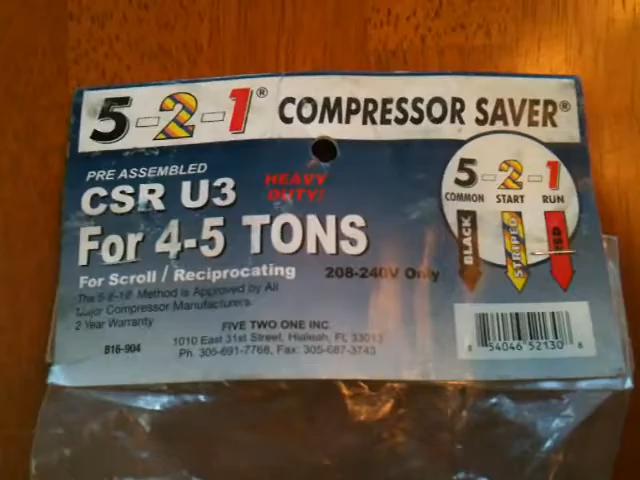 5-2-1® COMPRESSOR SAVER®
PRE ASSEMBLED
CSR U3
HEAVY DUTY!
For 4-5 TONS
For Scroll / Reciprocating
208-240V Only
The 5-2-1® Method is Approved by All
Major Compressor Manufacturers.
2 Year Warranty
B16-904
FIVE TWO ONE INC.
1010 East 31st Street, Hialeah, FL 33013
Ph. 305-691-7768, Fax: 305-687-3743
5-2-1
COMMON START RUN
BLACK
STRIPED
RED
8 54046 52130 8